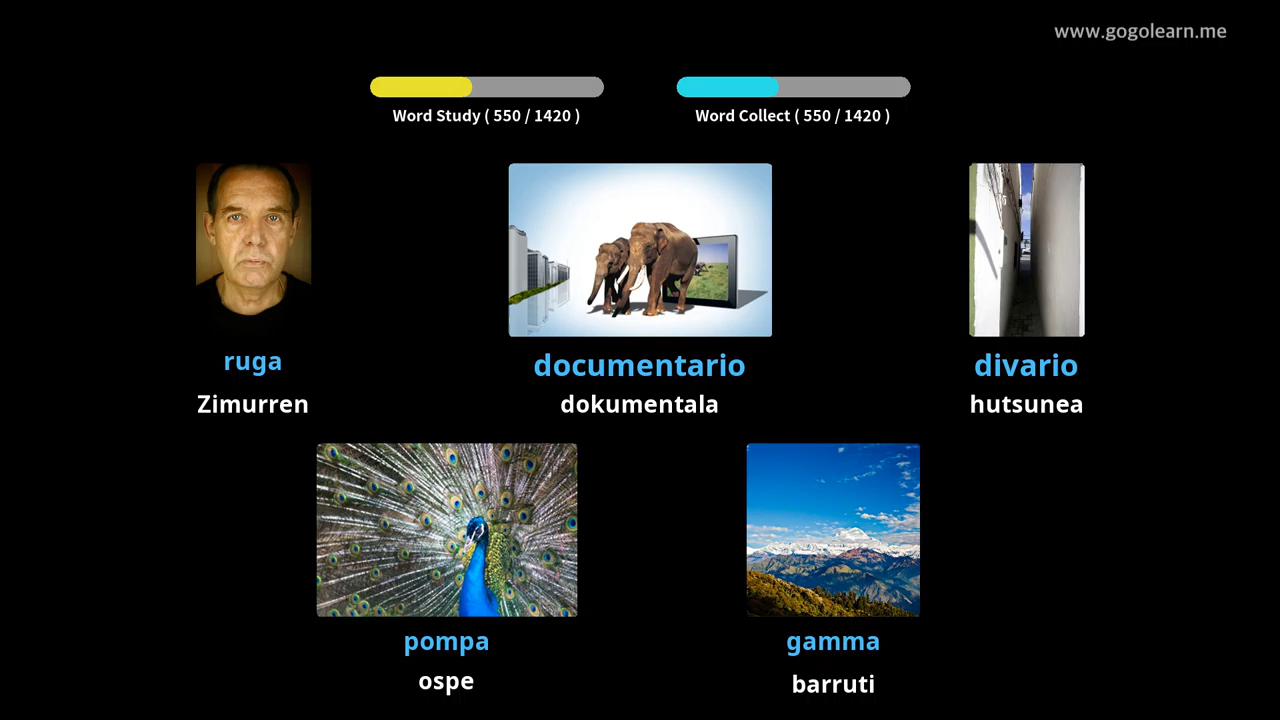 www.gogolearn.me
Word Study ( 550 / 1420 )
Word Collect ( 550 / 1420 )
ruga
Zimurren
documentario
dokumentala
divario
hutsunea
pompa
ospe
gamma
barruti